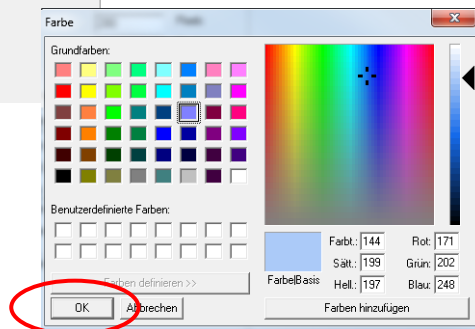 Farbe
Grundfarben:
Benutzerdefinierte Farben:
Farben definieren >>
OK
Abbrechen
Farbe|Basis
Farbt.: 144
Sätt.: 199
Hell.: 197
Rot: 171
Grün: 202
Blau: 248
Farben hinzufügen